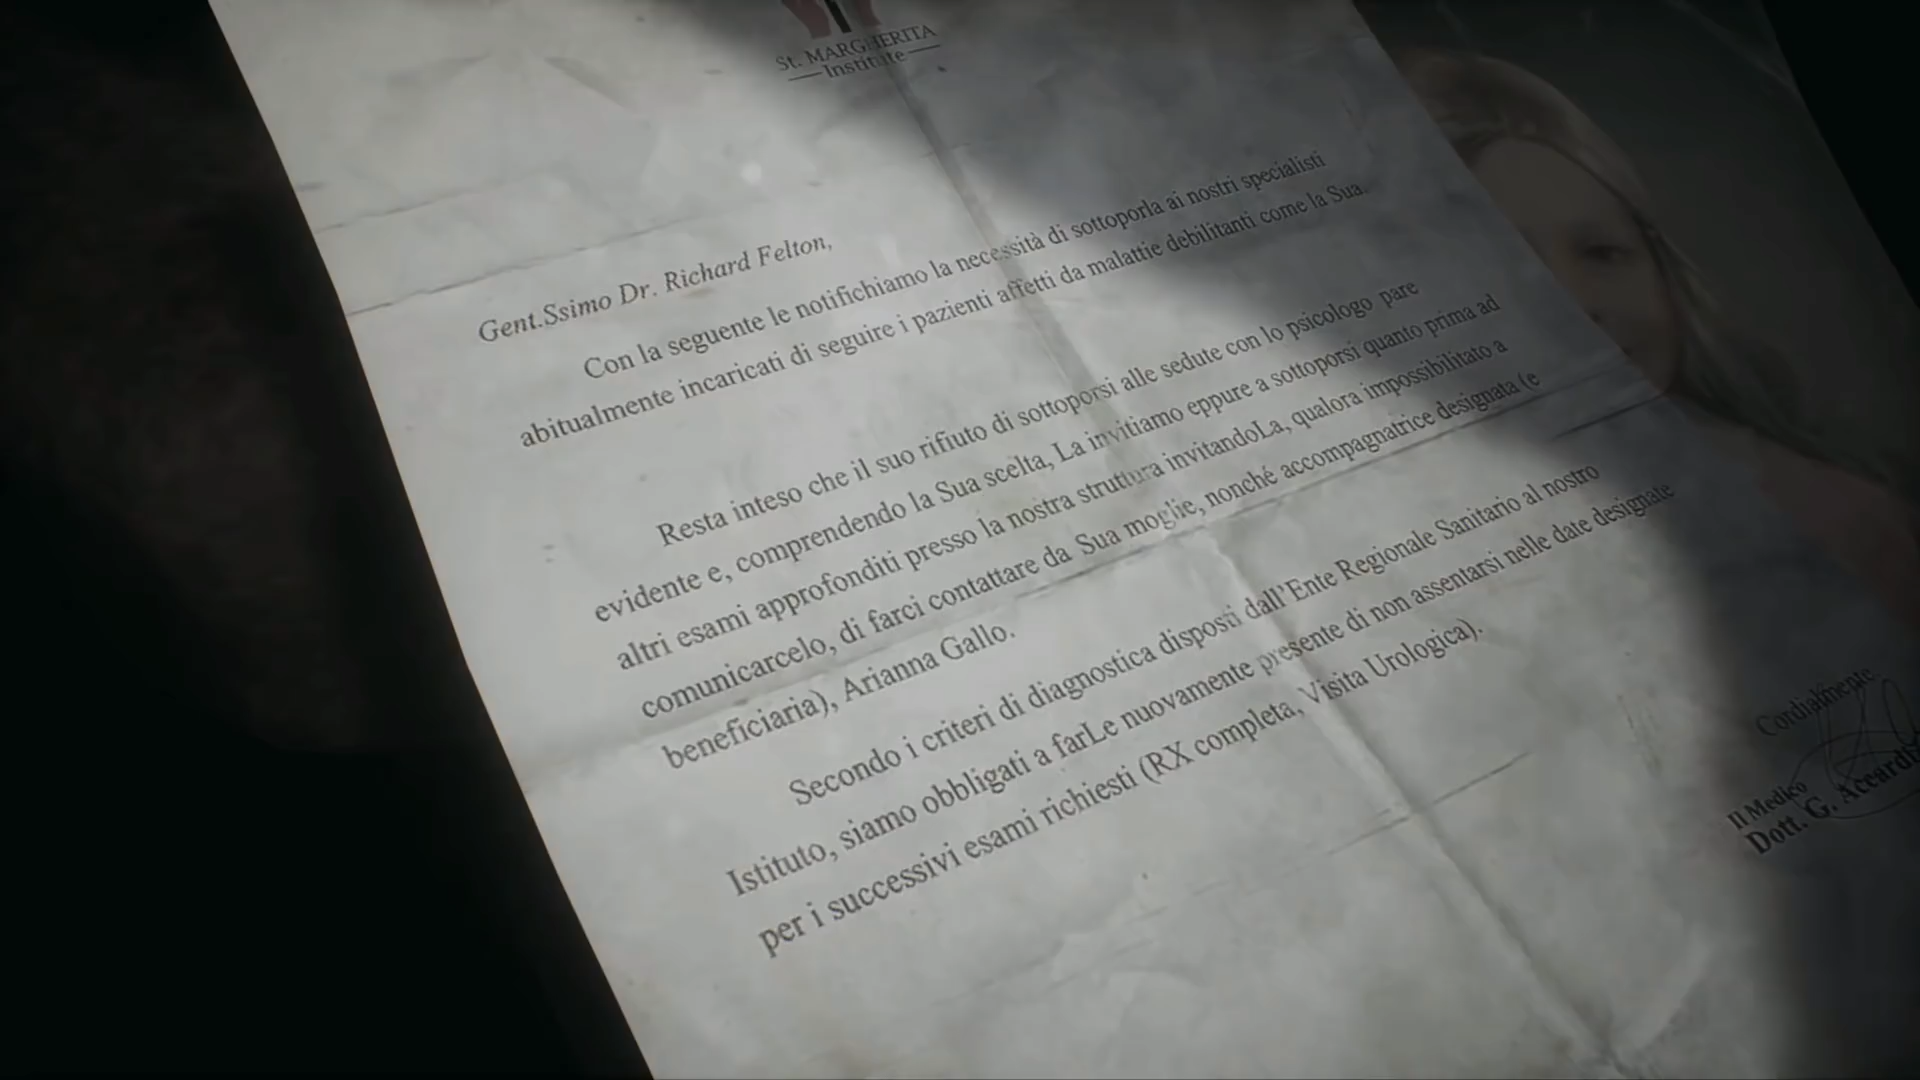 St. MARGHERITA
Institute
Gent.Ssimo Dr. Richard Felton,
Con la seguente le notifichiamo la necessità di sottoporla ai nostri specialisti
abitualmente incaricati di seguire i pazienti affetti da malattie debilitanti come la Sua.
Resta inteso che il suo rifiuto di sottoporsi alle sedute con lo psicologo pare
evidente e, comprendendo la Sua scelta, La invitiamo eppure a sottoporsi quanto prima ad
altri esami approfonditi presso la nostra struttura invitandoLa, qualora impossibilitato a
comunicarcelo, di farci contattare da Sua moglie, nonché accompagnatrice designata (e
beneficiaria), Arianna Gallo.
Secondo i criteri di diagnostica disposti dall'Ente Regionale Sanitario al nostro
Istituto, siamo obbligati a farLe nuovamente presente di non assentarsi nelle date designate
per i successivi esami richiesti (RX completa, Visita Urologica).
Cordialmente
Il Medico
Dott. G. Accardi